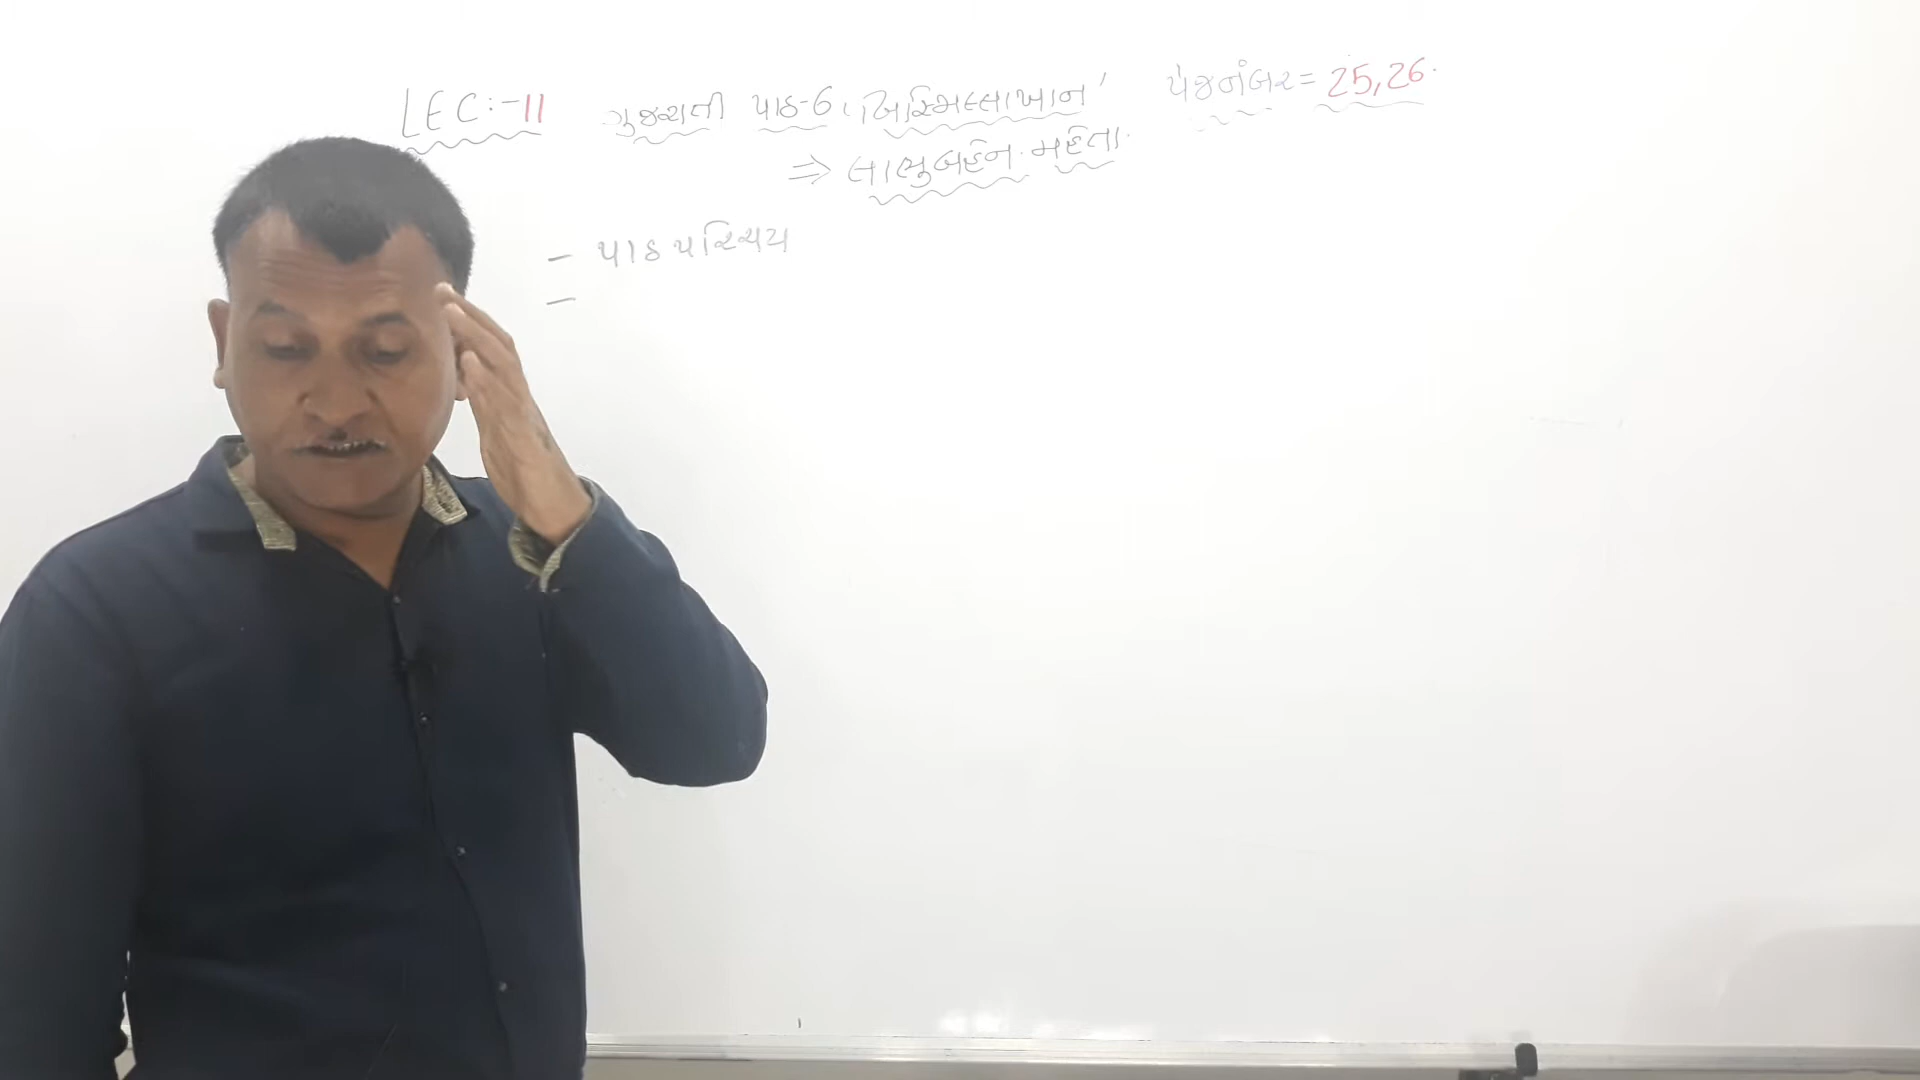 LEC:-11 ગુજરાતી પાઠ-6 'બિસ્મિલ્લાખાન' પેજનંબર = 25,26.
⇒ લાભુબહેન. મહેતા.
- પાઠ પરિચય
-